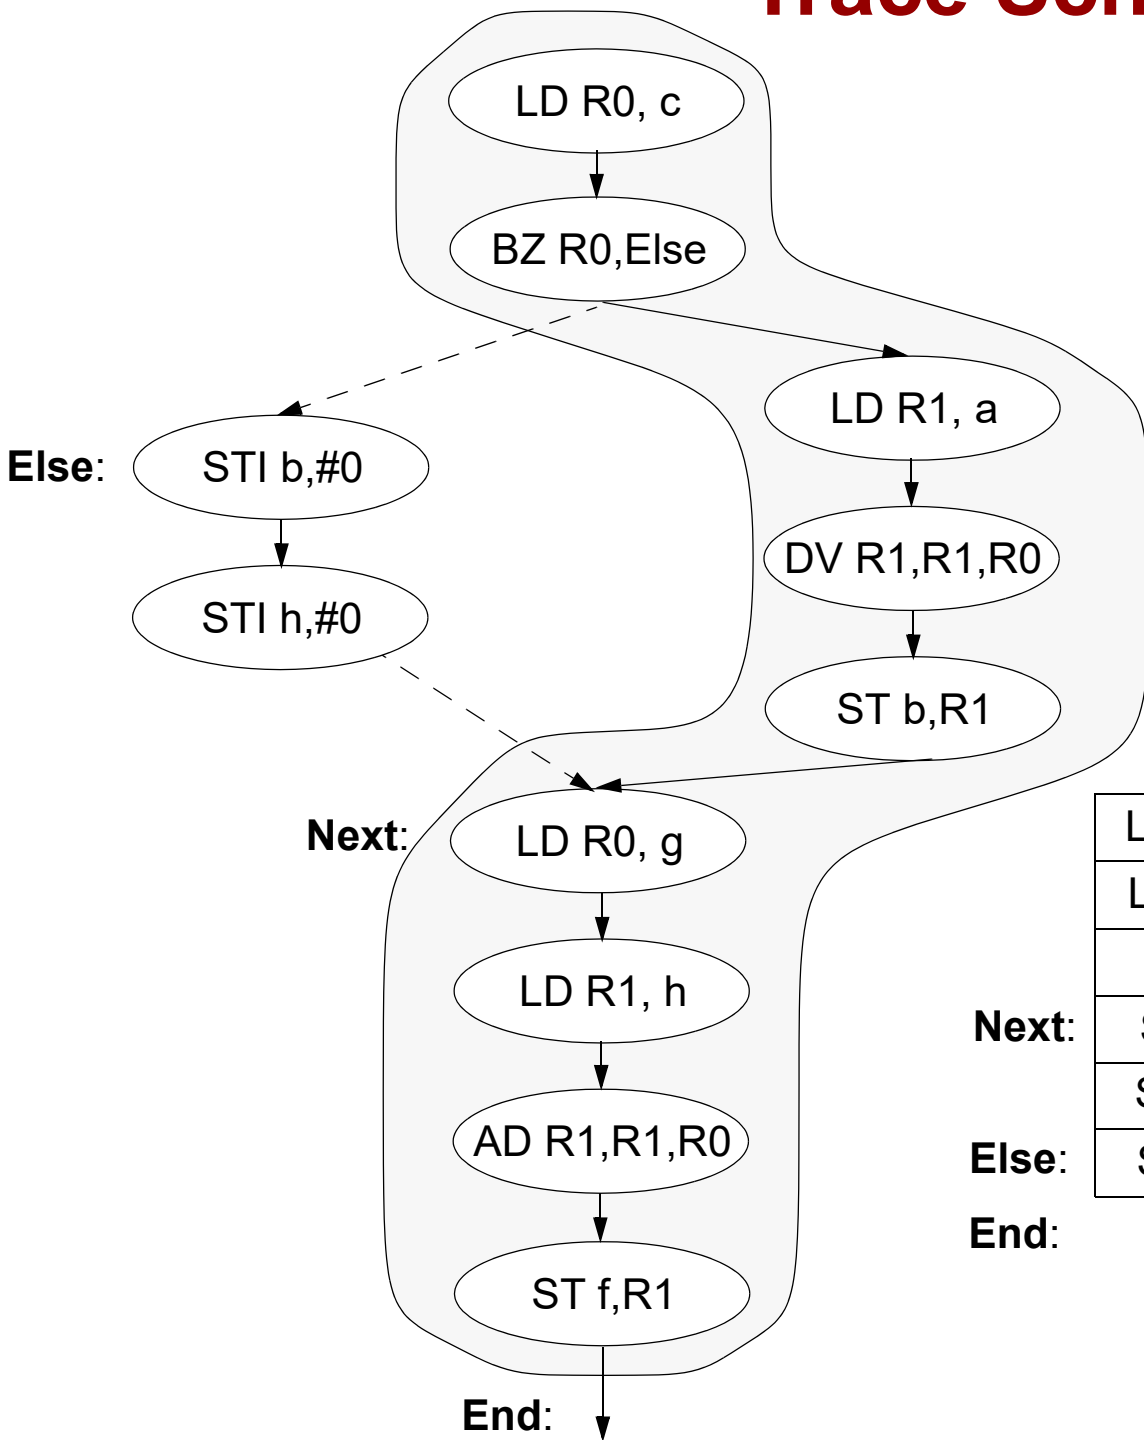 Trace
LD R0, c
BZ R0,Else
LD R1, a
Else:
STI b,#0
DV R1,R1,R0
STI h,#0
ST b,R1
Next:
LD R0, g
LD R1, h
AD R1,R1,R0
ST f,R1
End:
L
L
Next:
S
S
Else:
S
End: